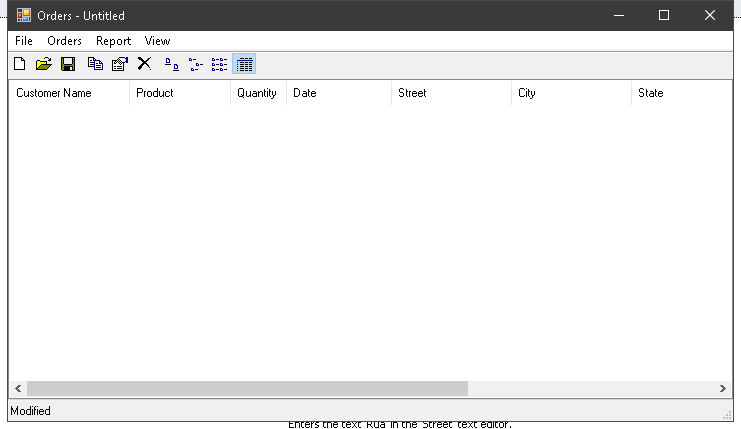 Orders - Untitled
File Orders Report View
Customer Name Product Quantity Date Street City State
Modified
Enters the text 'Rua' in the 'Street' text editor.